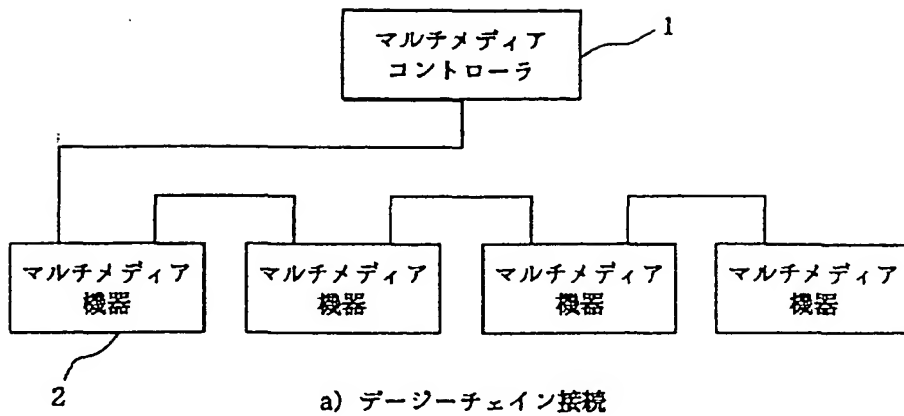 マルチメディア
コントローラ
1
マルチメディア
機器
マルチメディア
機器
マルチメディア
機器
マルチメディア
機器
2
a) デージーチェイン接続